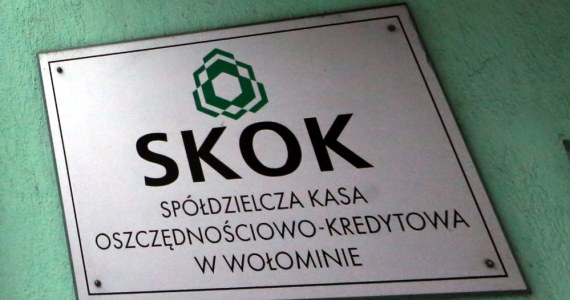 SKOK
SPÓŁDZIELCZA KASA
OSZCZĘDNOŚCIOWO-KREDYTOWA
W WOŁOMINIE